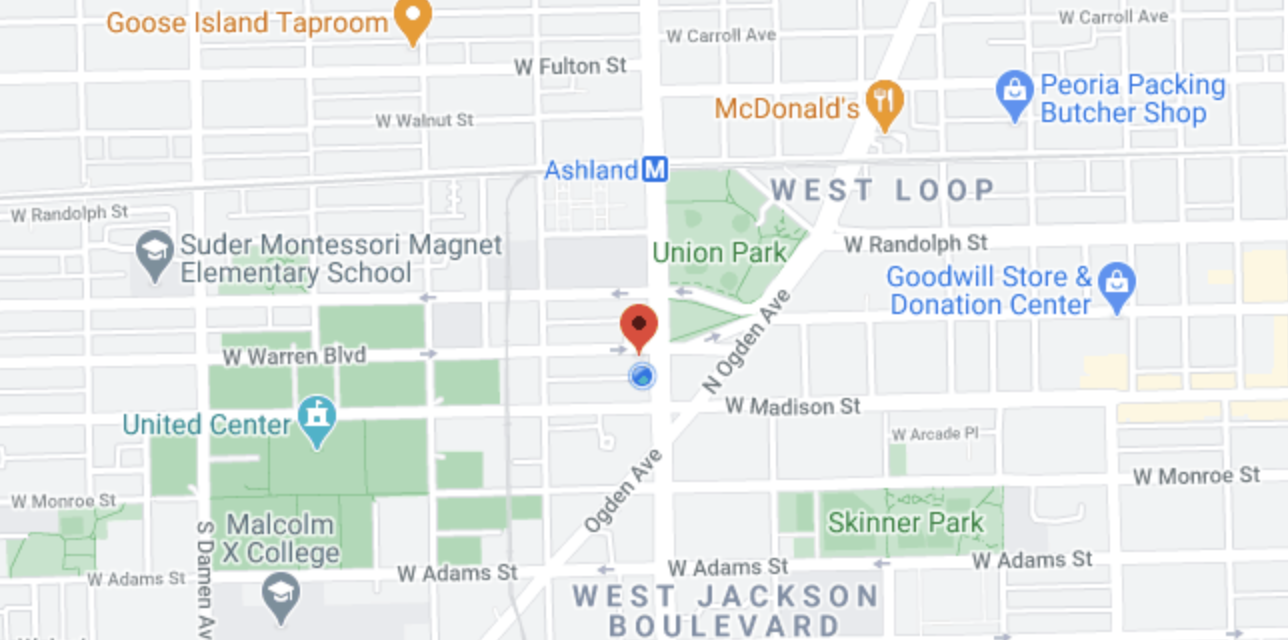 Goose Island Taproom
W Carroll Ave
W Carroll Ave
W Fulton St
McDonald's
Peoria Packing
Butcher Shop
W Walnut St
Ashland M
WEST LOOP
W Randolph St
Suder Montessori Magnet
Elementary School
Union Park
W Randolph St
Goodwill Store &
Donation Center
N Ogden Ave
W Warren Blvd
United Center
W Madison St
W Arcade Pl
Ogden Ave
W Monroe St
W Monroe St
S Damen Av
Malcolm
X College
Skinner Park
W Adams St
W Adams St
W Adams St
W Adams St
WEST JACKSON
BOULEVARD